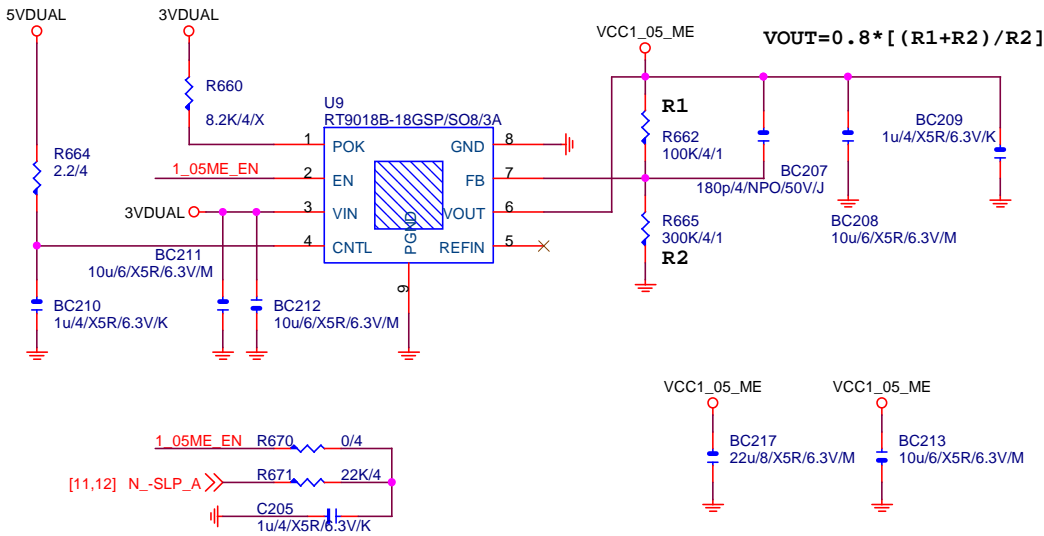 5VDUAL
3VDUAL
VCC1_05_ME
VOUT=0.8*[(R1+R2)/R2]
R660
8.2K/4/X
U9
RT9018B-18GSP/SO8/3A
R1
R662
100K/4/1
BC209
1u/4/X5R/6.3V/K
R664
2.2/4
1
POK
GND
8
1_05ME_EN
2
EN
FB
7
BC207
180p/4/NPO/50V/J
3VDUAL
3
VIN
VOUT
6
R665
300K/4/1
R2
BC208
10u/6/X5R/6.3V/M
4
CNTL
PGND
REFIN
5
9
BC211
10u/6/X5R/6.3V/M
BC210
1u/4/X5R/6.3V/K
BC212
10u/6/X5R/6.3V/M
VCC1_05_ME
VCC1_05_ME
BC217
22u/8/X5R/6.3V/M
BC213
10u/6/X5R/6.3V/M
1_05ME_EN
R670
0/4
[11,12] N_-SLP_A
R671
22K/4
C205
1u/4/X5R/6.3V/K